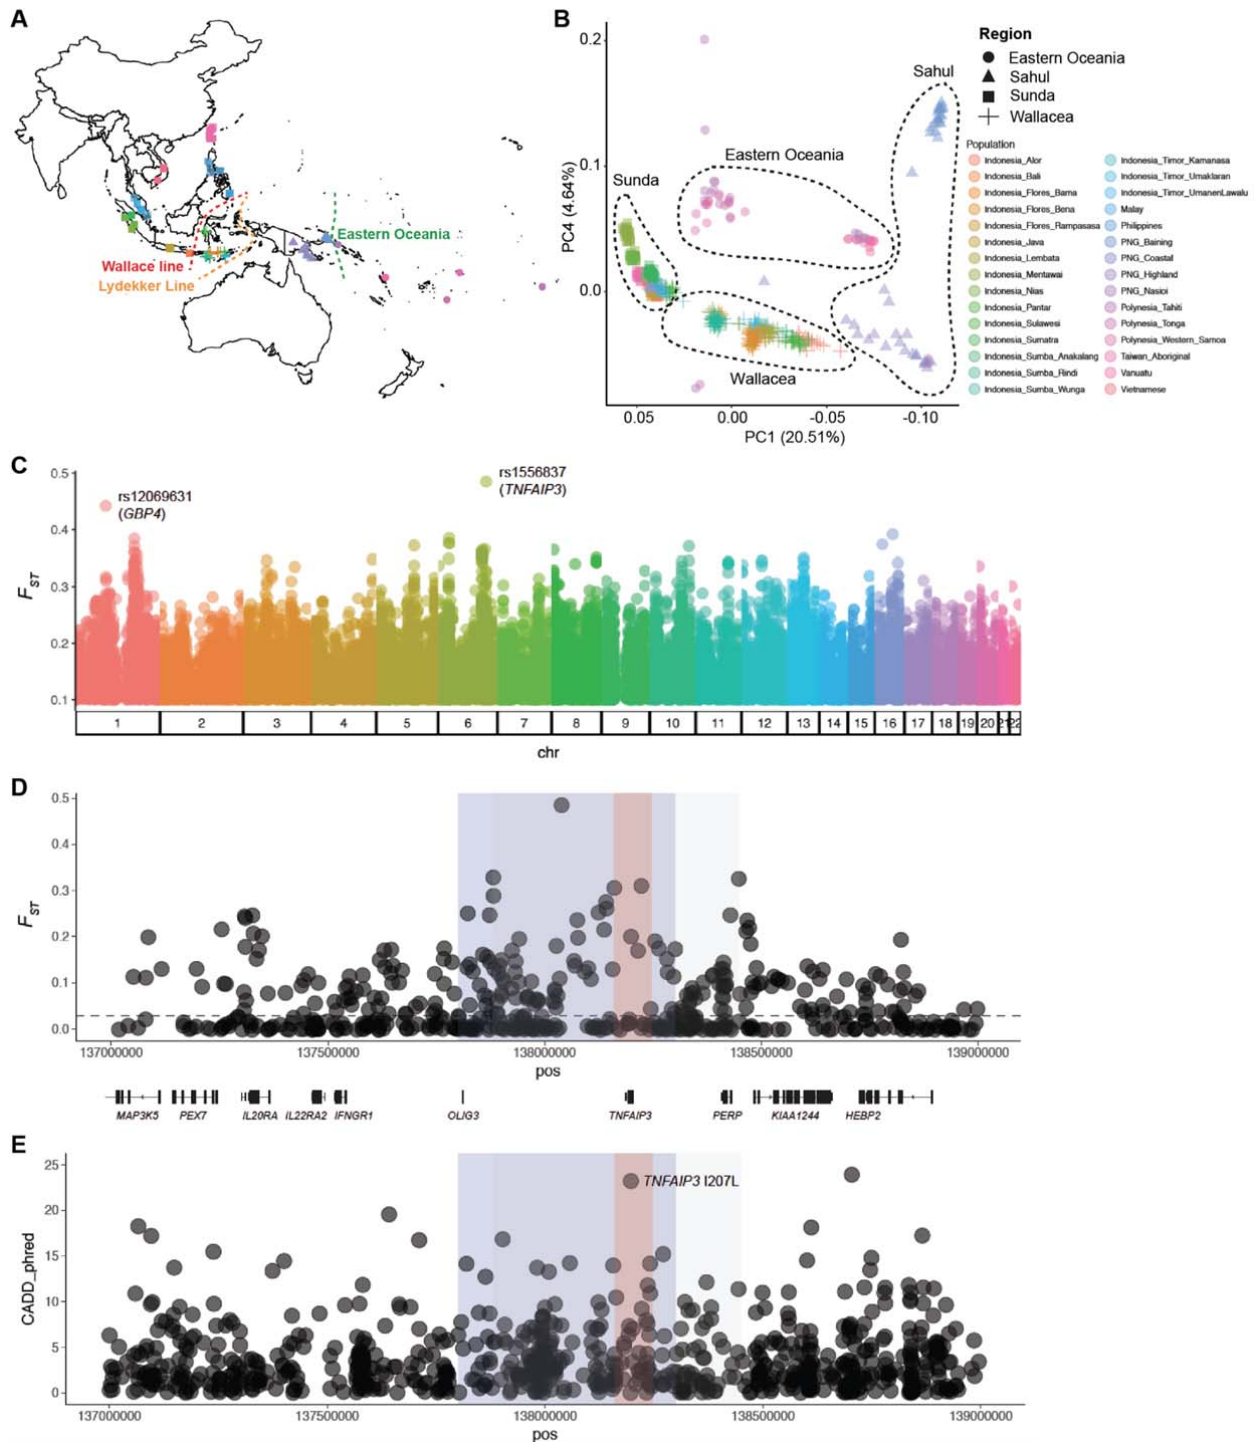 A
Wallace line
Lydekker Line
Eastern Oceania
B
0.2
0.1
0.0
PC4 (4.64%)
Sunda
Eastern Oceania
Sahul
Wallacea
0.05 0.00 -0.05 -0.10
PC1 (20.51%)
Region
Eastern Oceania
Sahul
Sunda
Wallacea
Population
Indonesia_Alor
Indonesia_Bali
Indonesia_Flores_Bama
Indonesia_Flores_Bena
Indonesia_Flores_Rampasasa
Indonesia_Java
Indonesia_Lembata
Indonesia_Mentawai
Indonesia_Nias
Indonesia_Pantar
Indonesia_Sulawesi
Indonesia_Sumatra
Indonesia_Sumba_Anakalang
Indonesia_Sumba_Rindi
Indonesia_Sumba_Wunga
Indonesia_Timor_Kamanasa
Indonesia_Timor_Umaklaran
Indonesia_Timor_UmanenLawalu
Malay
Philippines
PNG_Baining
PNG_Coastal
PNG_Highland
PNG_Nasioi
Polynesia_Tahiti
Polynesia_Tonga
Polynesia_Western_Samoa
Taiwan_Aboriginal
Vanuatu
Vietnamese
C
0.5
0.4
0.3
0.2
0.1
FST
rs12069631
(GBP4)
rs1556837
(TNFAIP3)
1 2 3 4 5 6 7 8 9 10 11 12 13 14 15 16 17 18 19 20 21 22
chr
D
0.5
0.4
0.3
0.2
0.1
0.0
FST
137000000 137500000 138000000 138500000 139000000
pos
MAP3K5 PEX7 IL20RA IL22RA2 IFNGR1 OLIG3 TNFAIP3 PERP KIAA1244 HEBP2
E
25
20
15
10
5
0
CADD_phred
TNFAIP3 I207L
137000000 137500000 138000000 138500000 139000000
pos